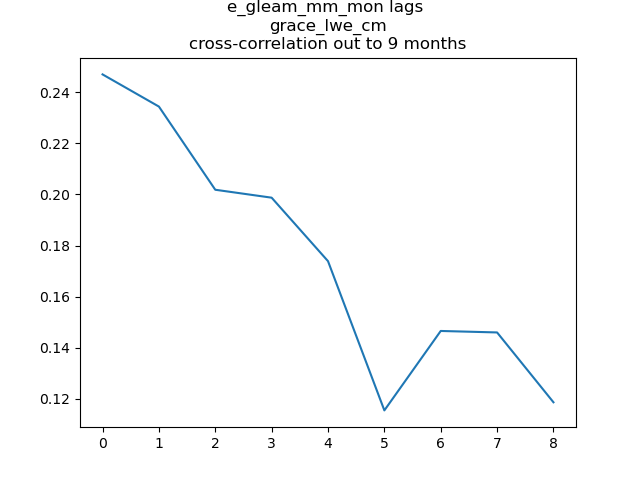 e_gleam_mm_mon lags
grace_lwe_cm
cross-correlation out to 9 months
0.24
0.22
0.20
0.18
0.16
0.14
0.12
0 1 2 3 4 5 6 7 8